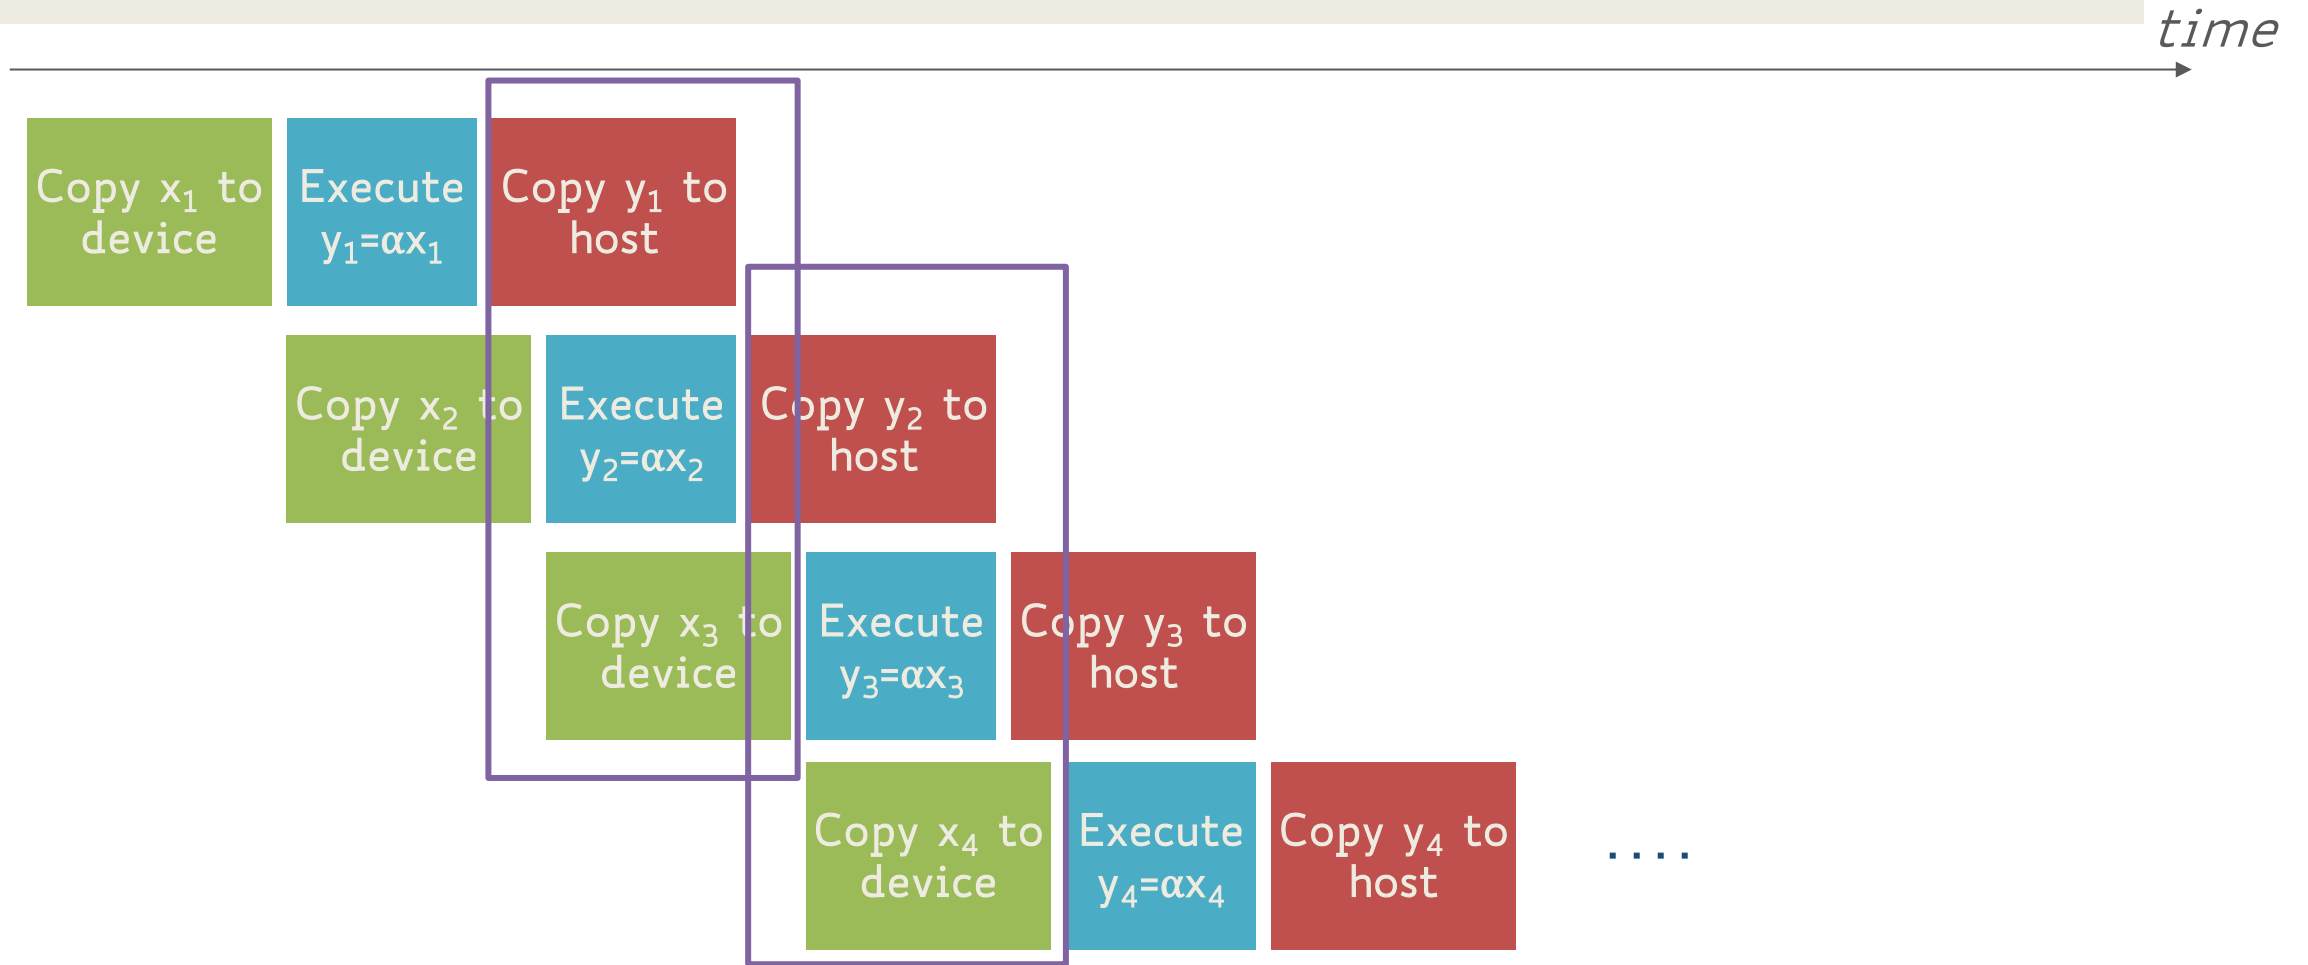 time
Copy x₁ to
device
Execute
y₁=αx₁
Copy y₁ to
host
Copy x₂ to
device
Execute
y₂=αx₂
Copy y₂ to
host
Copy x₃ to
device
Execute
y₃=αx₃
Copy y₃ to
host
Copy x₄ to
device
Execute
y₄=αx₄
Copy y₄ to
host
....